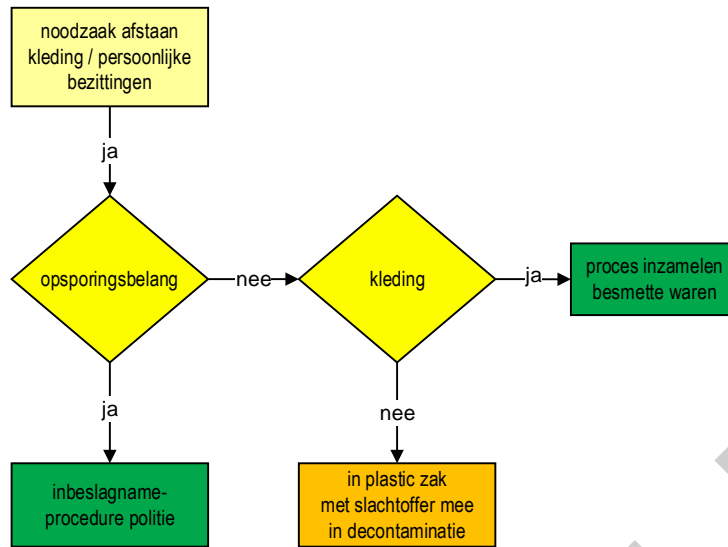 noodzaak afstaan
kleding / persoonlijke
bezittingen
ja
opsporingsbelang
nee
kleding
ja
proces inzamelen
besmette waren
ja
nee
inbeslagname-
procedure politie
in plastic zak
met slachtoffer mee
in decontaminatie